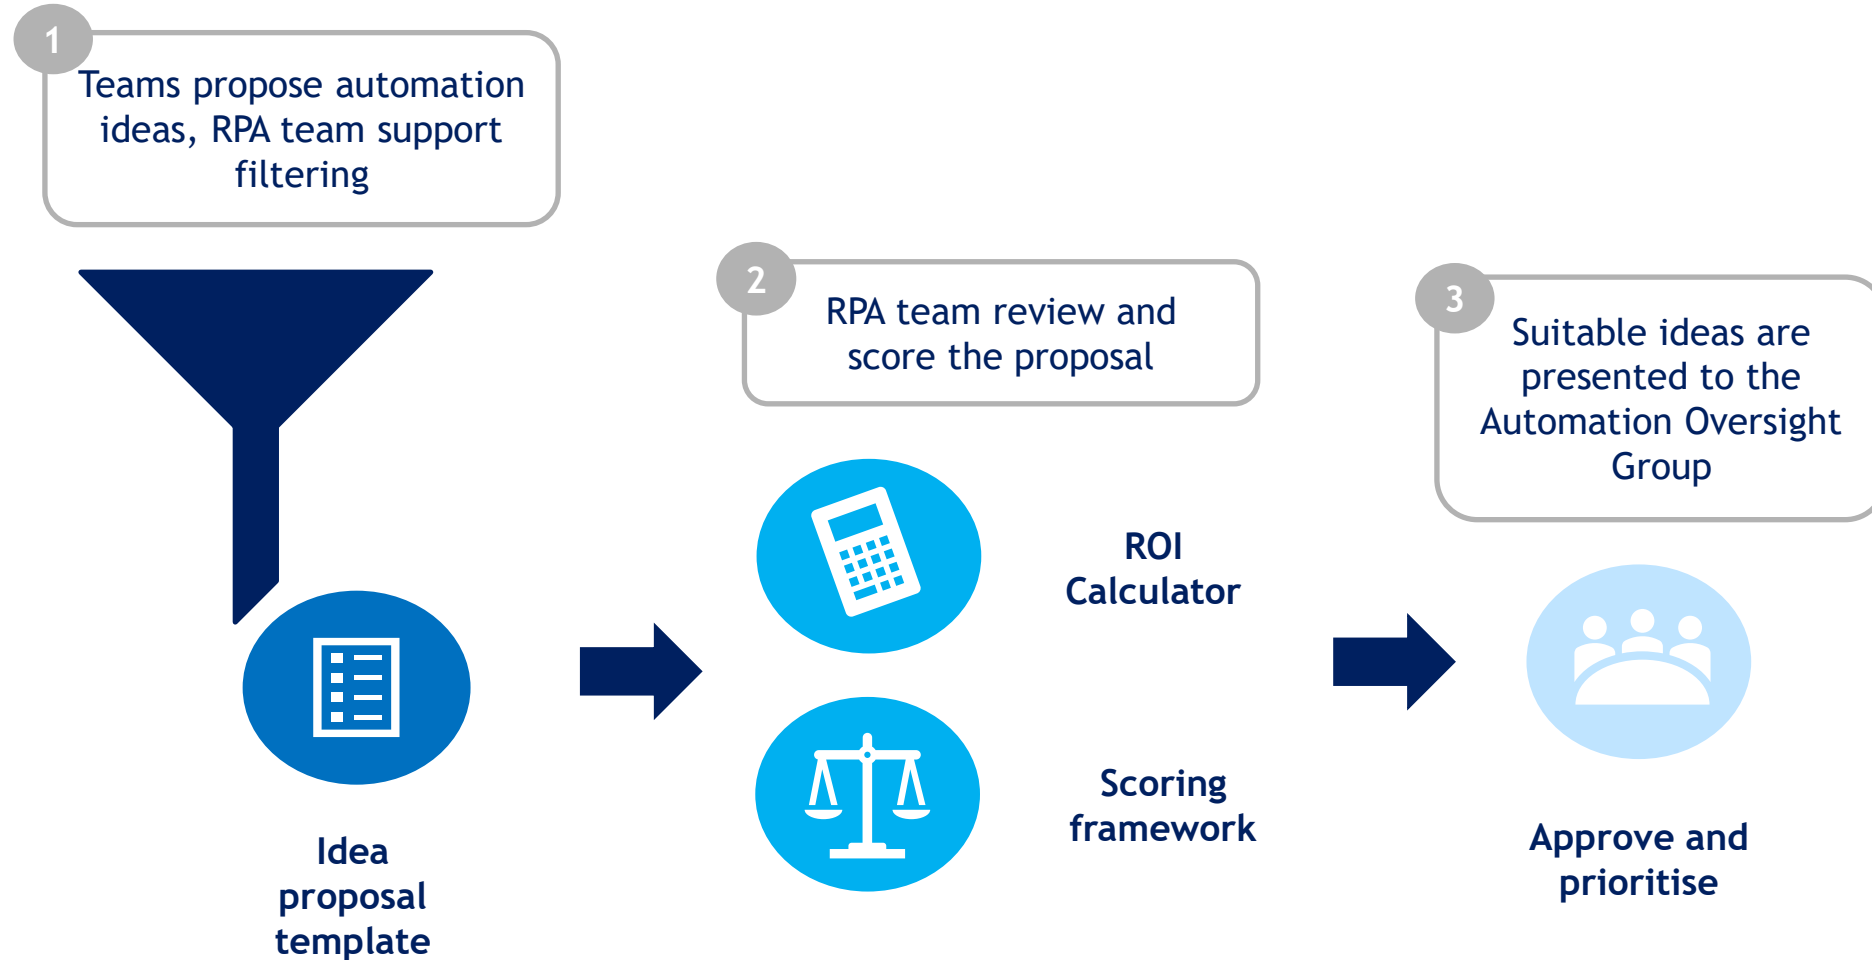 1
Teams propose automation
ideas, RPA team support
filtering
Idea
proposal
template
2
RPA team review and
score the proposal
ROI
Calculator
Scoring
framework
3
Suitable ideas are
presented to the
Automation Oversight
Group
Approve and
prioritise